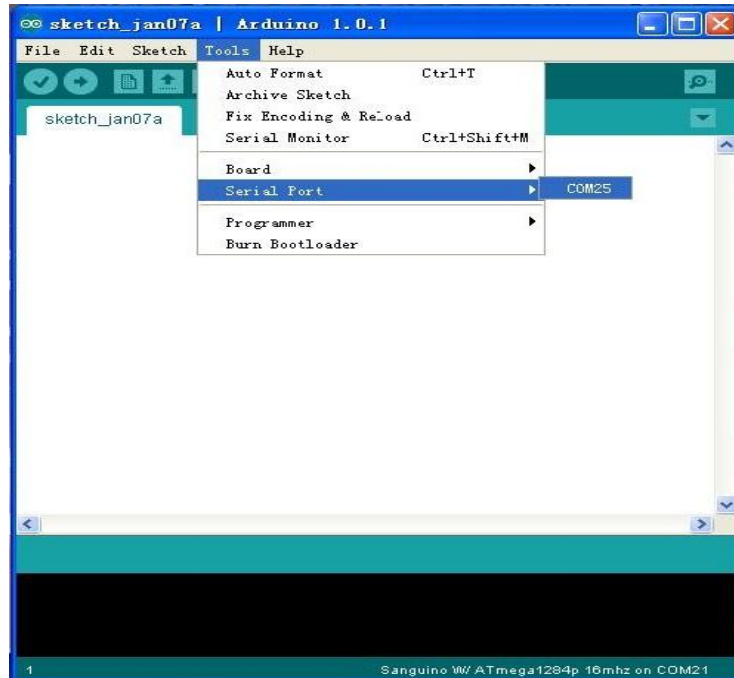 sketch_jan07a | Arduino 1.0.1
File Edit Sketch Tools Help
sketch_jan07a
Auto Format Ctrl+T
Archive Sketch
Fix Encoding & Reload
Serial Monitor Ctrl+Shift+M
Board
Serial Port
COM25
Programmer
Burn Bootloader
1
Sanguino W/ ATmega1284p 16mhz on COM21